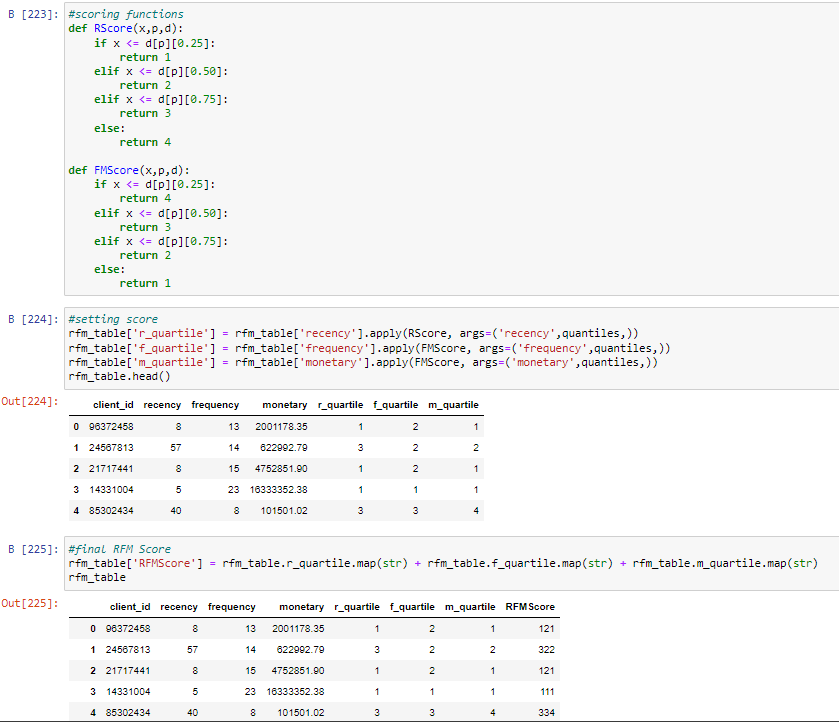 B [223]: #scoring functions
def RScore(x,p,d):
    if x <= d[p][0.25]:
        return 1
    elif x <= d[p][0.50]:
        return 2
    elif x <= d[p][0.75]:
        return 3
    else:
        return 4
def FMScore(x,p,d):
    if x <= d[p][0.25]:
        return 4
    elif x <= d[p][0.50]:
        return 3
    elif x <= d[p][0.75]:
        return 2
    else:
        return 1
B [224]: #setting score
rfm_table['r_quartile'] = rfm_table['recency'].apply(RScore, args=('recency',quantiles,))
rfm_table['f_quartile'] = rfm_table['frequency'].apply(FMScore, args=('frequency',quantiles,))
rfm_table['m_quartile'] = rfm_table['monetary'].apply(FMScore, args=('monetary',quantiles,))
rfm_table.head()
Out[224]: client_id recency frequency monetary r_quartile f_quartile m_quartile
0 96372458 8 13 2001178.35 1 2 1
1 24567813 57 14 622992.79 3 2 2
2 21717441 8 15 4752851.90 1 2 1
3 14331004 5 23 16333352.38 1 1 1
4 85302434 40 8 101501.02 3 3 4
B [225]: #final RFM Score
rfm_table['RFMScore'] = rfm_table.r_quartile.map(str) + rfm_table.f_quartile.map(str) + rfm_table.m_quartile.map(str)
rfm_table
Out[225]: client_id recency frequency monetary r_quartile f_quartile m_quartile RFMScore
0 96372458 8 13 2001178.35 1 2 1 121
1 24567813 57 14 622992.79 3 2 2 322
2 21717441 8 15 4752851.90 1 2 1 121
3 14331004 5 23 16333352.38 1 1 1 111
4 85302434 40 8 101501.02 3 3 4 334